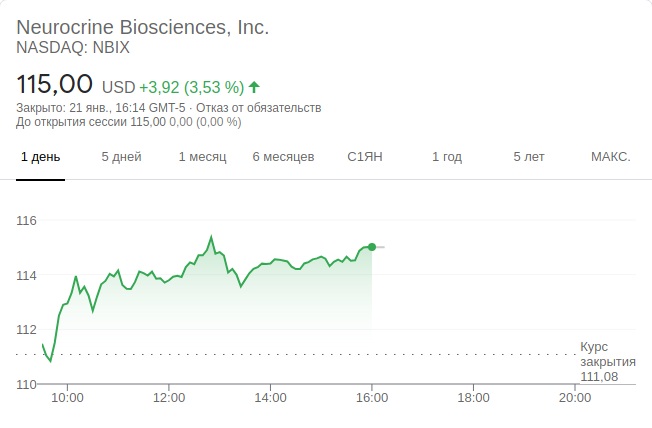 Neurocrine Biosciences, Inc.
NASDAQ: NBIX
115,00 USD +3,92 (3,53 %)
Закрыто: 21 янв., 16:14 GMT-5 · Отказ от обязательств
До открытия сессии 115,00 0,00 (0,00 %)
1 день 5 дней 1 месяц 6 месяцев С1ЯН 1 год 5 лет МАКС.
116
114
112
Курс
закрытия
111,08
110
10:00 12:00 14:00 16:00 18:00 20:00